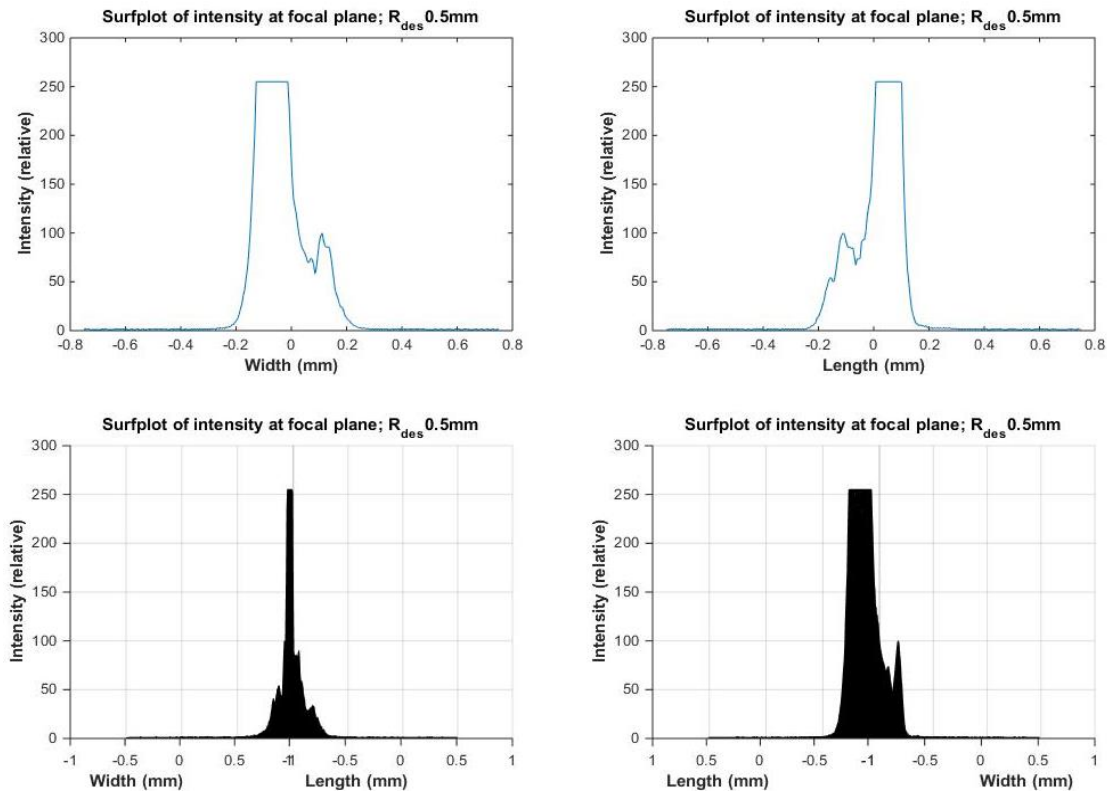 Surfplot of intensity at focal plane; R_des 0.5mm
300
250
200
150
100
50
0
Intensity (relative)
-0.8 -0.6 -0.4 -0.2 0 0.2 0.4 0.6 0.8
Width (mm)
Surfplot of intensity at focal plane; R_des 0.5mm
300
250
200
150
100
50
0
Intensity (relative)
-0.8 -0.6 -0.4 -0.2 0 0.2 0.4 0.6 0.8
Length (mm)
Surfplot of intensity at focal plane; R_des 0.5mm
300
250
200
150
100
50
0
Intensity (relative)
-1 -0.5 0 0.5 -1 -0.5 0 0.5 1
Width (mm) Length (mm)
Surfplot of intensity at focal plane; R_des 0.5mm
300
250
200
150
100
50
0
Intensity (relative)
1 0.5 0 -0.5 -1 -0.5 0 0.5 1
Length (mm) Width (mm)